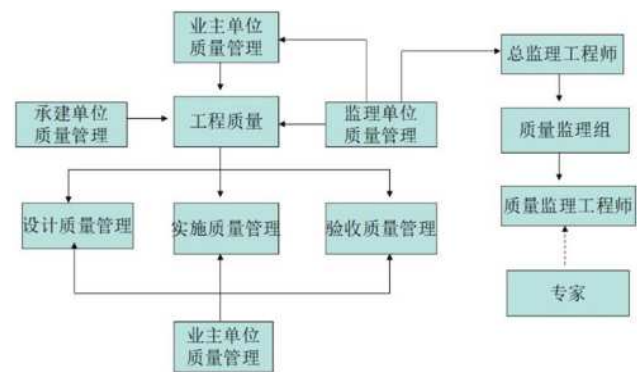 业主单位
质量管理
总监理工程师
承建单位
质量管理
工程质量
监理单位
质量管理
质量监理组
设计质量管理
实施质量管理
验收质量管理
质量监理工程师
专家
业主单位
质量管理